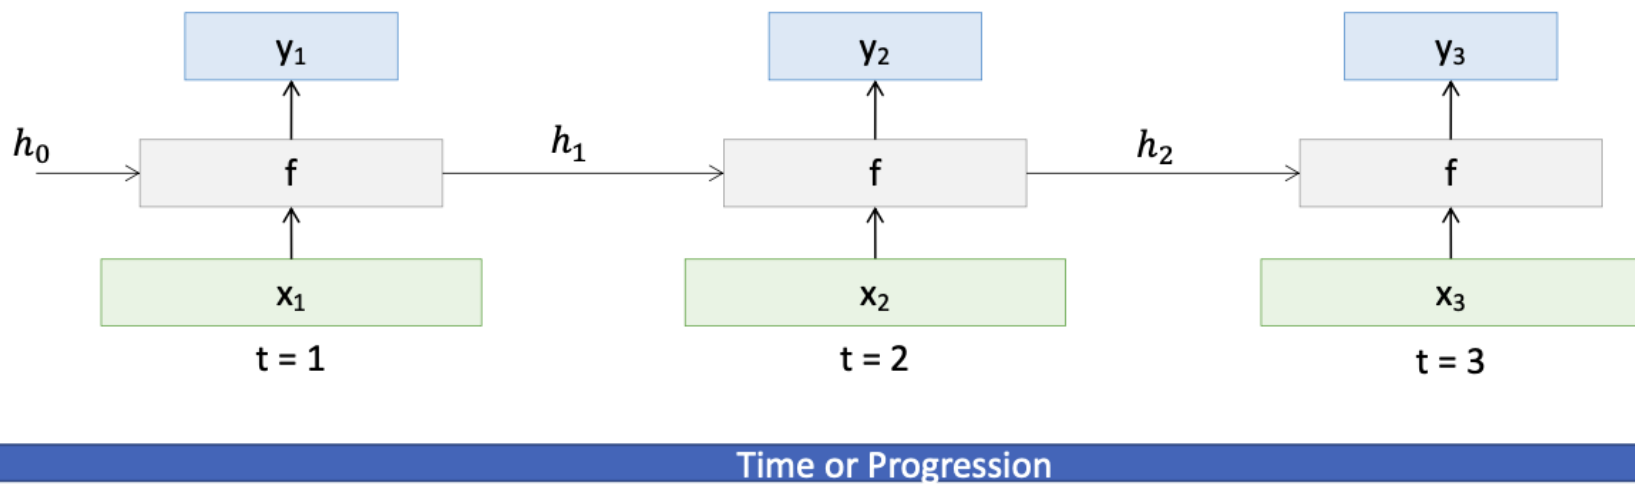 y₁ y₂ y₃
h₀ h₁ h₂
f f f
x₁ x₂ x₃
t = 1 t = 2 t = 3
Time or Progression